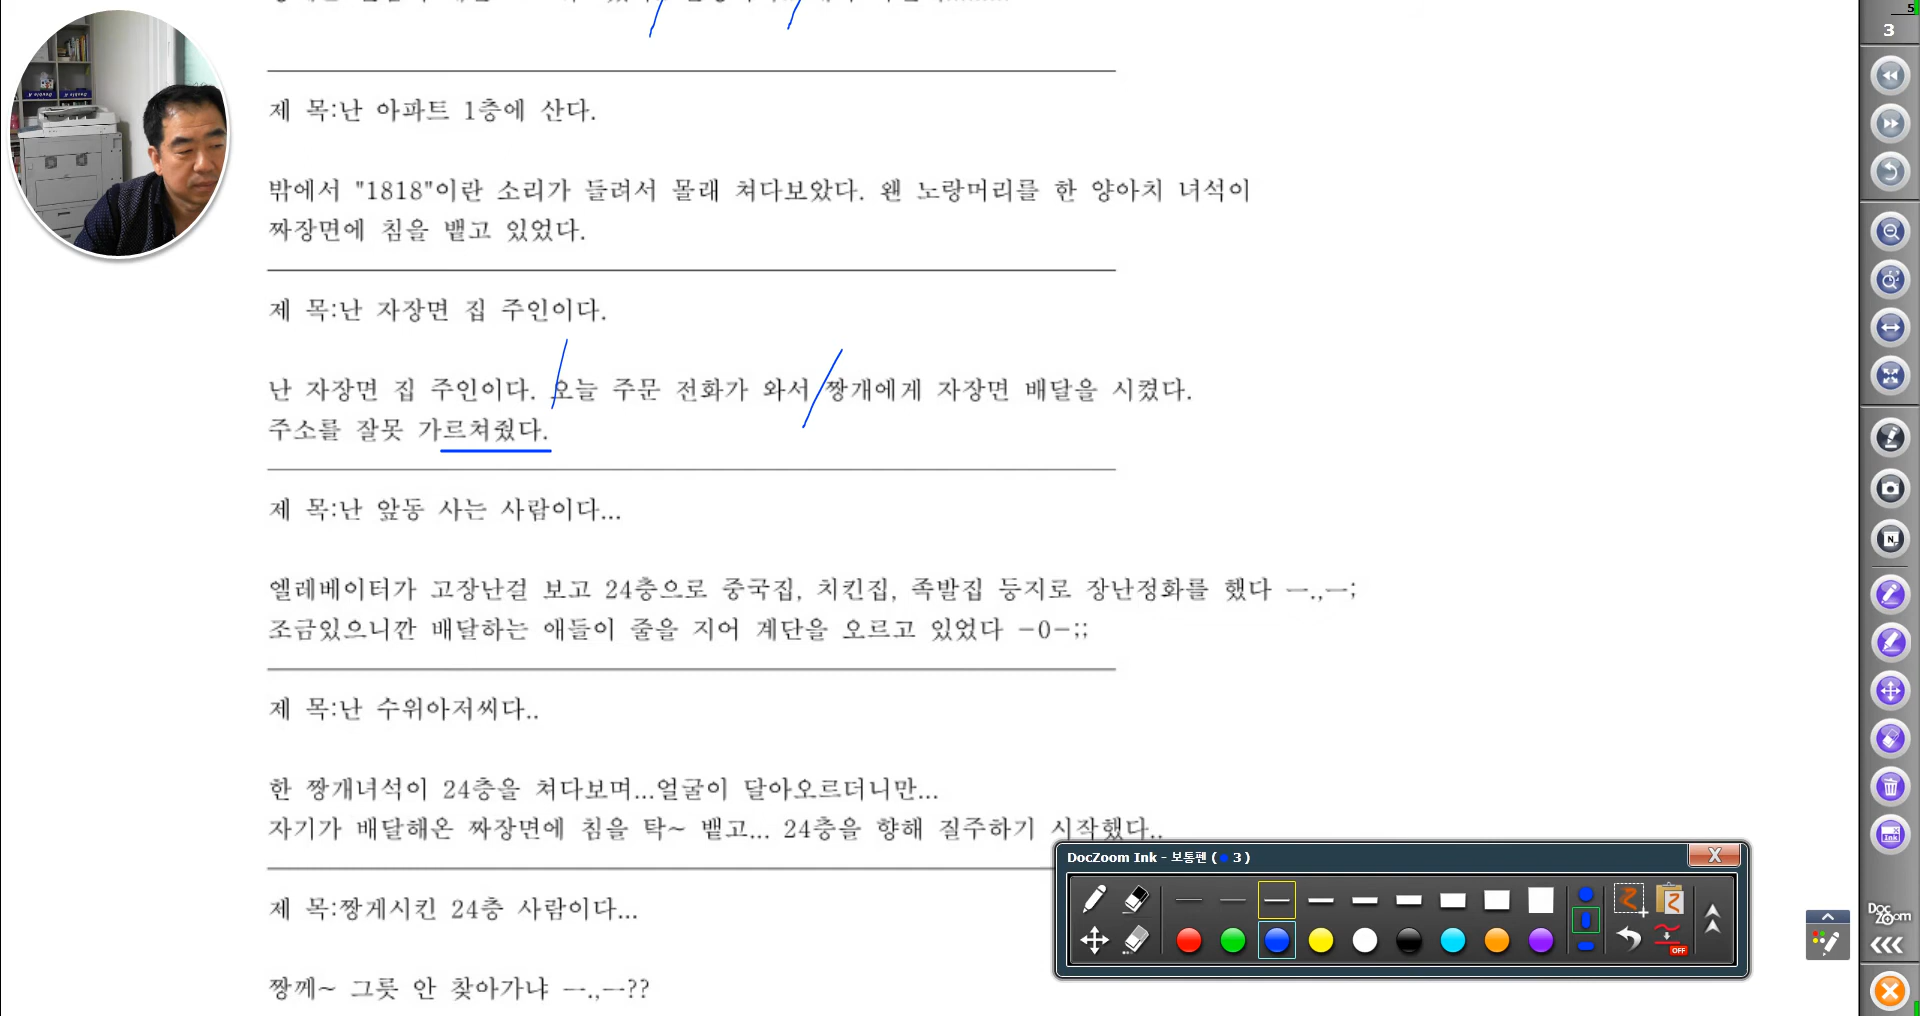 5
3
제 목:난 아파트 1층에 산다.
밖에서 "1818"이란 소리가 들려서 몰래 쳐다보았다. 왠 노랑머리를 한 양아치 녀석이
짜장면에 침을 뱉고 있었다.
제 목:난 자장면 집 주인이다.
난 자장면 집 주인이다. 오늘 주문 전화가 와서 짱개에게 자장면 배달을 시켰다.
주소를 잘못 가르쳐줬다.
제 목:난 앞동 사는 사람이다...
엘레베이터가 고장난걸 보고 24층으로 중국집, 치킨집, 족발집 등지로 장난정화를 했다 ㅡ.,ㅡ;
조금있으니깐 배달하는 애들이 줄을 지어 계단을 오르고 있었다 -0-;;
제 목:난 수위아저씨다..
한 짱개녀석이 24층을 쳐다보며...얼굴이 달아오르더니만...
자기가 배달해온 짜장면에 침을 탁~ 뱉고... 24층을 향해 질주하기 시작했다..
제 목:짱게시킨 24층 사람이다...
짱께~ 그릇 안 찾아가냐 ㅡ.,ㅡ??
DocZoom Ink - 보통펜 ( 3 )
X
OFF
Doc
Zoom
N
Ink